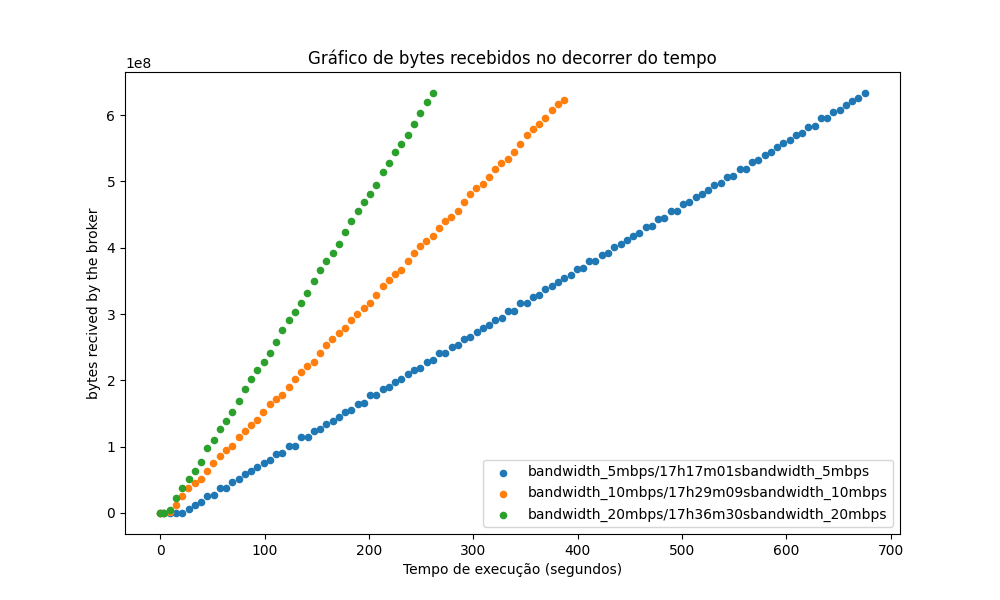 Gráfico de bytes recebidos no decorrer do tempo
1e8
6
5
4
3
2
1
0
bytes recived by the broker
0 100 200 300 400 500 600 700
Tempo de execução (segundos)
bandwidth_5mbps/17h17m01sbandwidth_5mbps
bandwidth_10mbps/17h29m09sbandwidth_10mbps
bandwidth_20mbps/17h36m30sbandwidth_20mbps